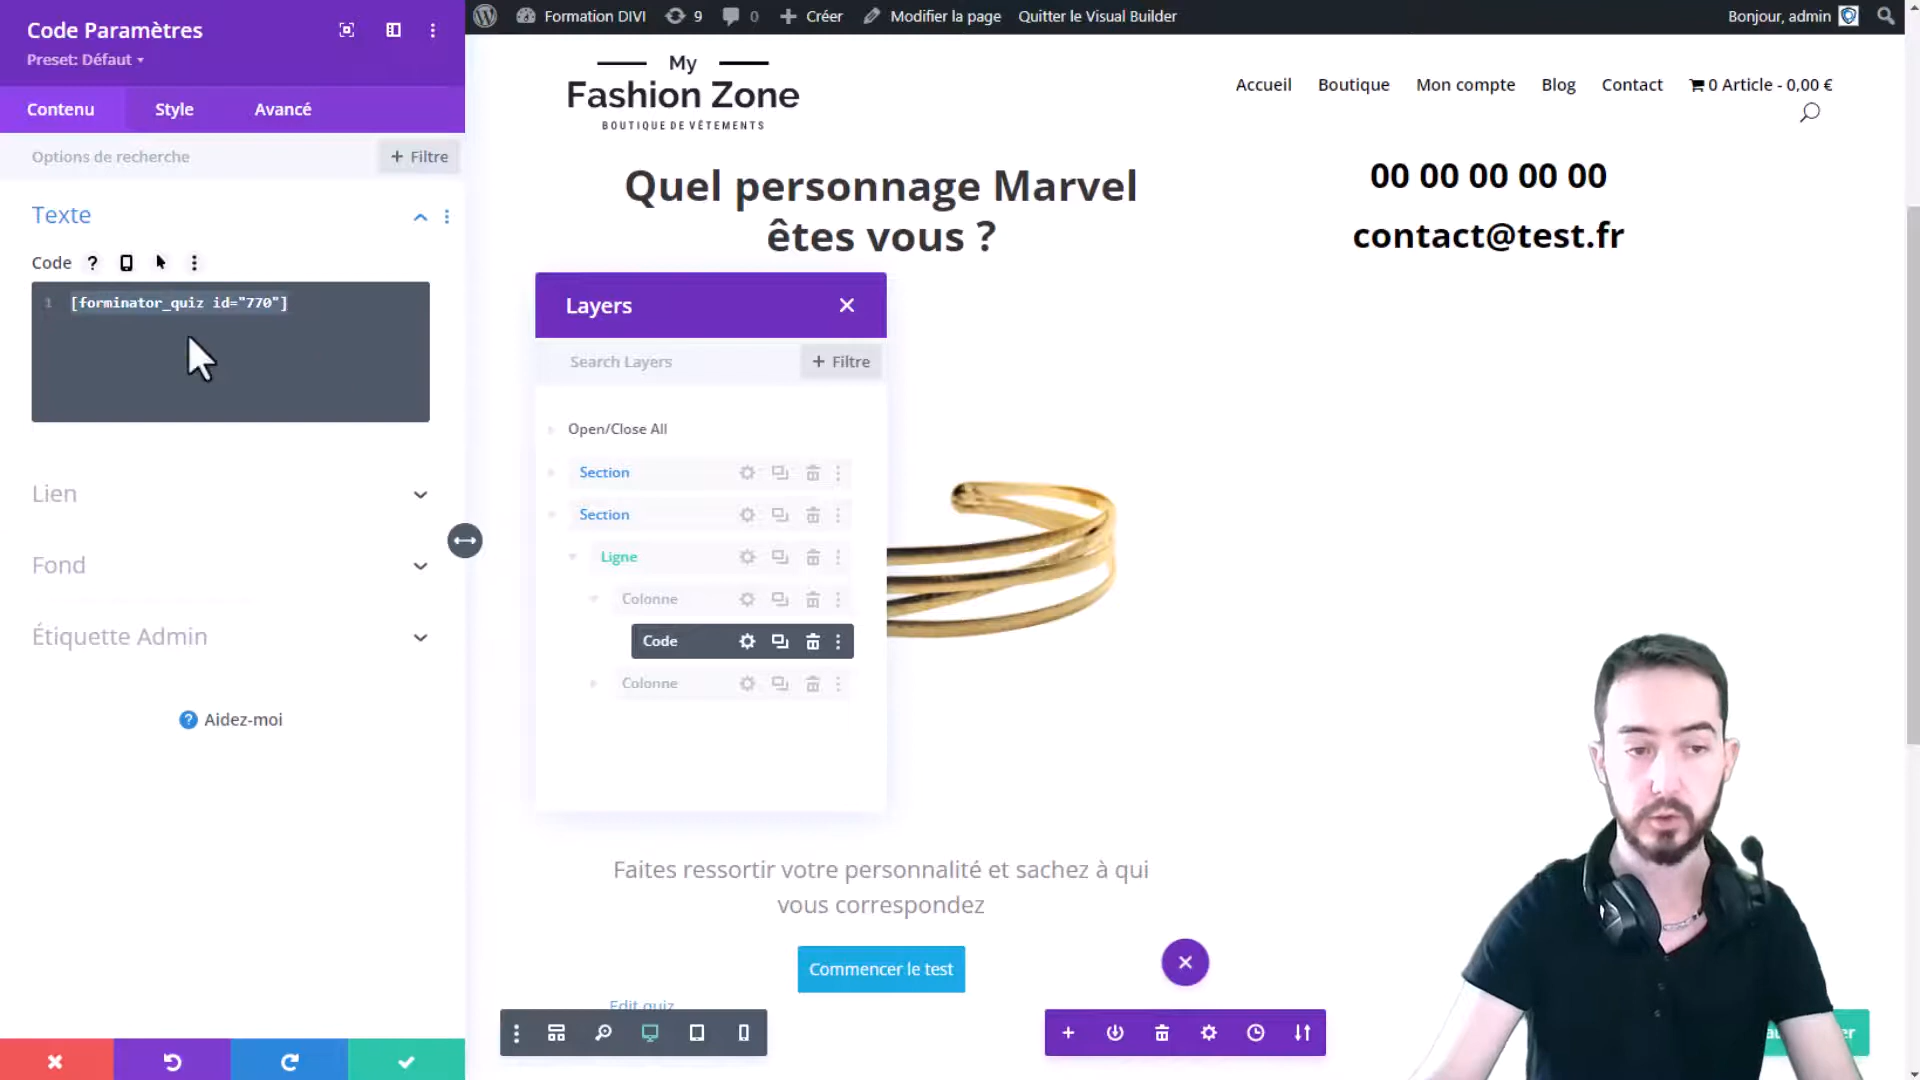 Code Paramètres
Preset: Défaut
Contenu
Style
Avancé
Options de recherche
+ Filtre
Texte
Code
1 [forminator_quiz id="770"]
Lien
Fond
Étiquette Admin
Aidez-moi
Formation DIVI
9
0
Créer
Modifier la page
Quitter le Visual Builder
Bonjour, admin
My
Fashion Zone
BOUTIQUE DE VÊTEMENTS
Accueil
Boutique
Mon compte
Blog
Contact
0 Article - 0,00 €
Quel personnage Marvel
êtes vous ?
00 00 00 00 00
contact@test.fr
Layers
Search Layers
+ Filtre
Open/Close All
Section
Section
Ligne
Colonne
Code
Colonne
Faites ressortir votre personnalité et sachez à qui
vous correspondez
Commencer le test
Edit quiz